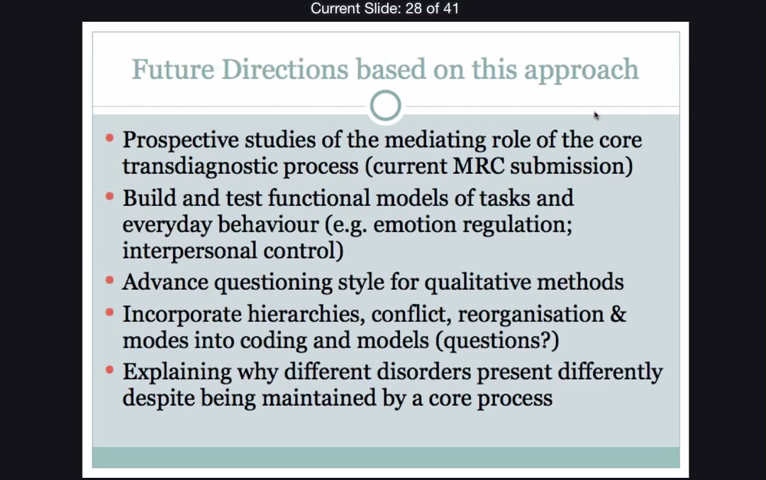 Current Slide: 28 of 41
Future Directions based on this approach
Prospective studies of the mediating role of the core
transdiagnostic process (current MRC submission)
Build and test functional models of tasks and
everyday behaviour (e.g. emotion regulation;
interpersonal control)
Advance questioning style for qualitative methods
Incorporate hierarchies, conflict, reorganisation &
modes into coding and models (questions?)
Explaining why different disorders present differently
despite being maintained by a core process